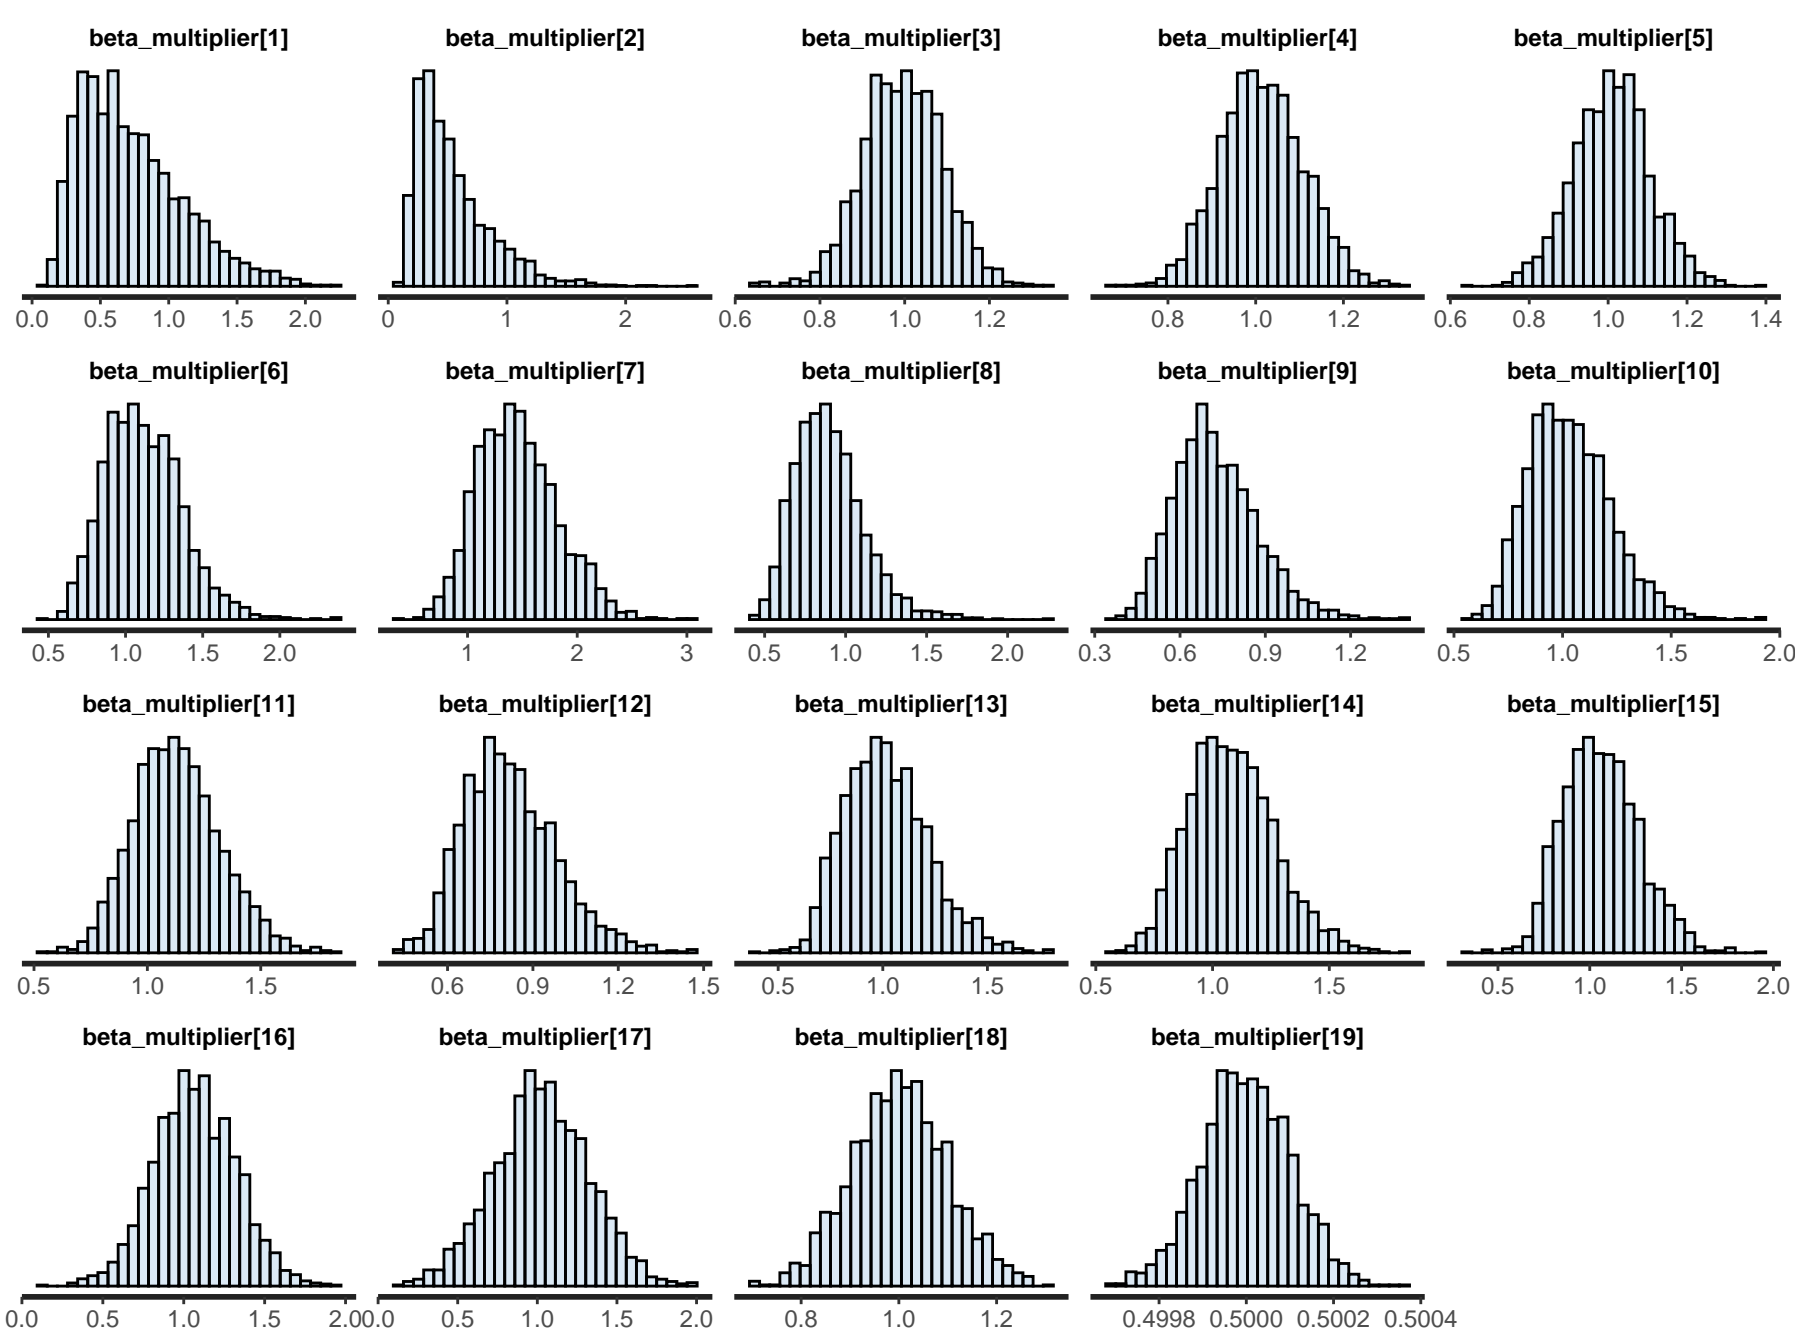 beta_multiplier[1] beta_multiplier[2] beta_multiplier[3] beta_multiplier[4] beta_multiplier[5]
0.0 0.5 1.0 1.5 2.0 0 1 2 0.6 0.8 1.0 1.2 0.8 1.0 1.2 0.6 0.8 1.0 1.2 1.4
beta_multiplier[6] beta_multiplier[7] beta_multiplier[8] beta_multiplier[9] beta_multiplier[10]
0.5 1.0 1.5 2.0 1 2 3 0.5 1.0 1.5 2.0 0.3 0.6 0.9 1.2 0.5 1.0 1.5 2.0
beta_multiplier[11] beta_multiplier[12] beta_multiplier[13] beta_multiplier[14] beta_multiplier[15]
0.5 1.0 1.5 0.6 0.9 1.2 1.5 0.5 1.0 1.5 0.5 1.0 1.5 0.5 1.0 1.5 2.0
beta_multiplier[16] beta_multiplier[17] beta_multiplier[18] beta_multiplier[19]
0.0 0.5 1.0 1.5 2.0 0.0 0.5 1.0 1.5 2.0 0.8 1.0 1.2 0.4998 0.5000 0.5002 0.5004